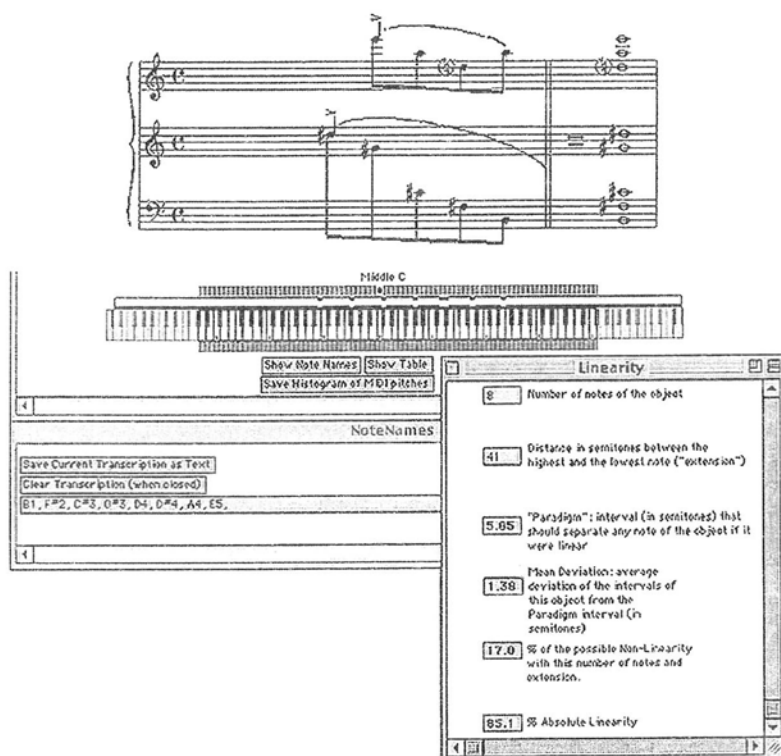 Middle C
Show Note Names
Show Table
Save Histogram of MIDI pitches
NoteNames
Save Current Transcription as Text
Clear Transcription (when closed)
B1, F#2, C#3, G#3, D4, G#4, A4, E5,
Linearity
8 Number of notes of the object
41 Distance in semitones between the
highest and the lowest note ("extension")
5.85 "Paradigm": interval (in semitones) that
should separate any note of the object if it
were linear
1.38 Mean Deviation: average
deviation of the intervals of
this object from the
Paradigm interval (in
semitones)
17.0 % of the possible Non-Linearity
with this number of notes and
extension.
85.1 % Absolute Linearity